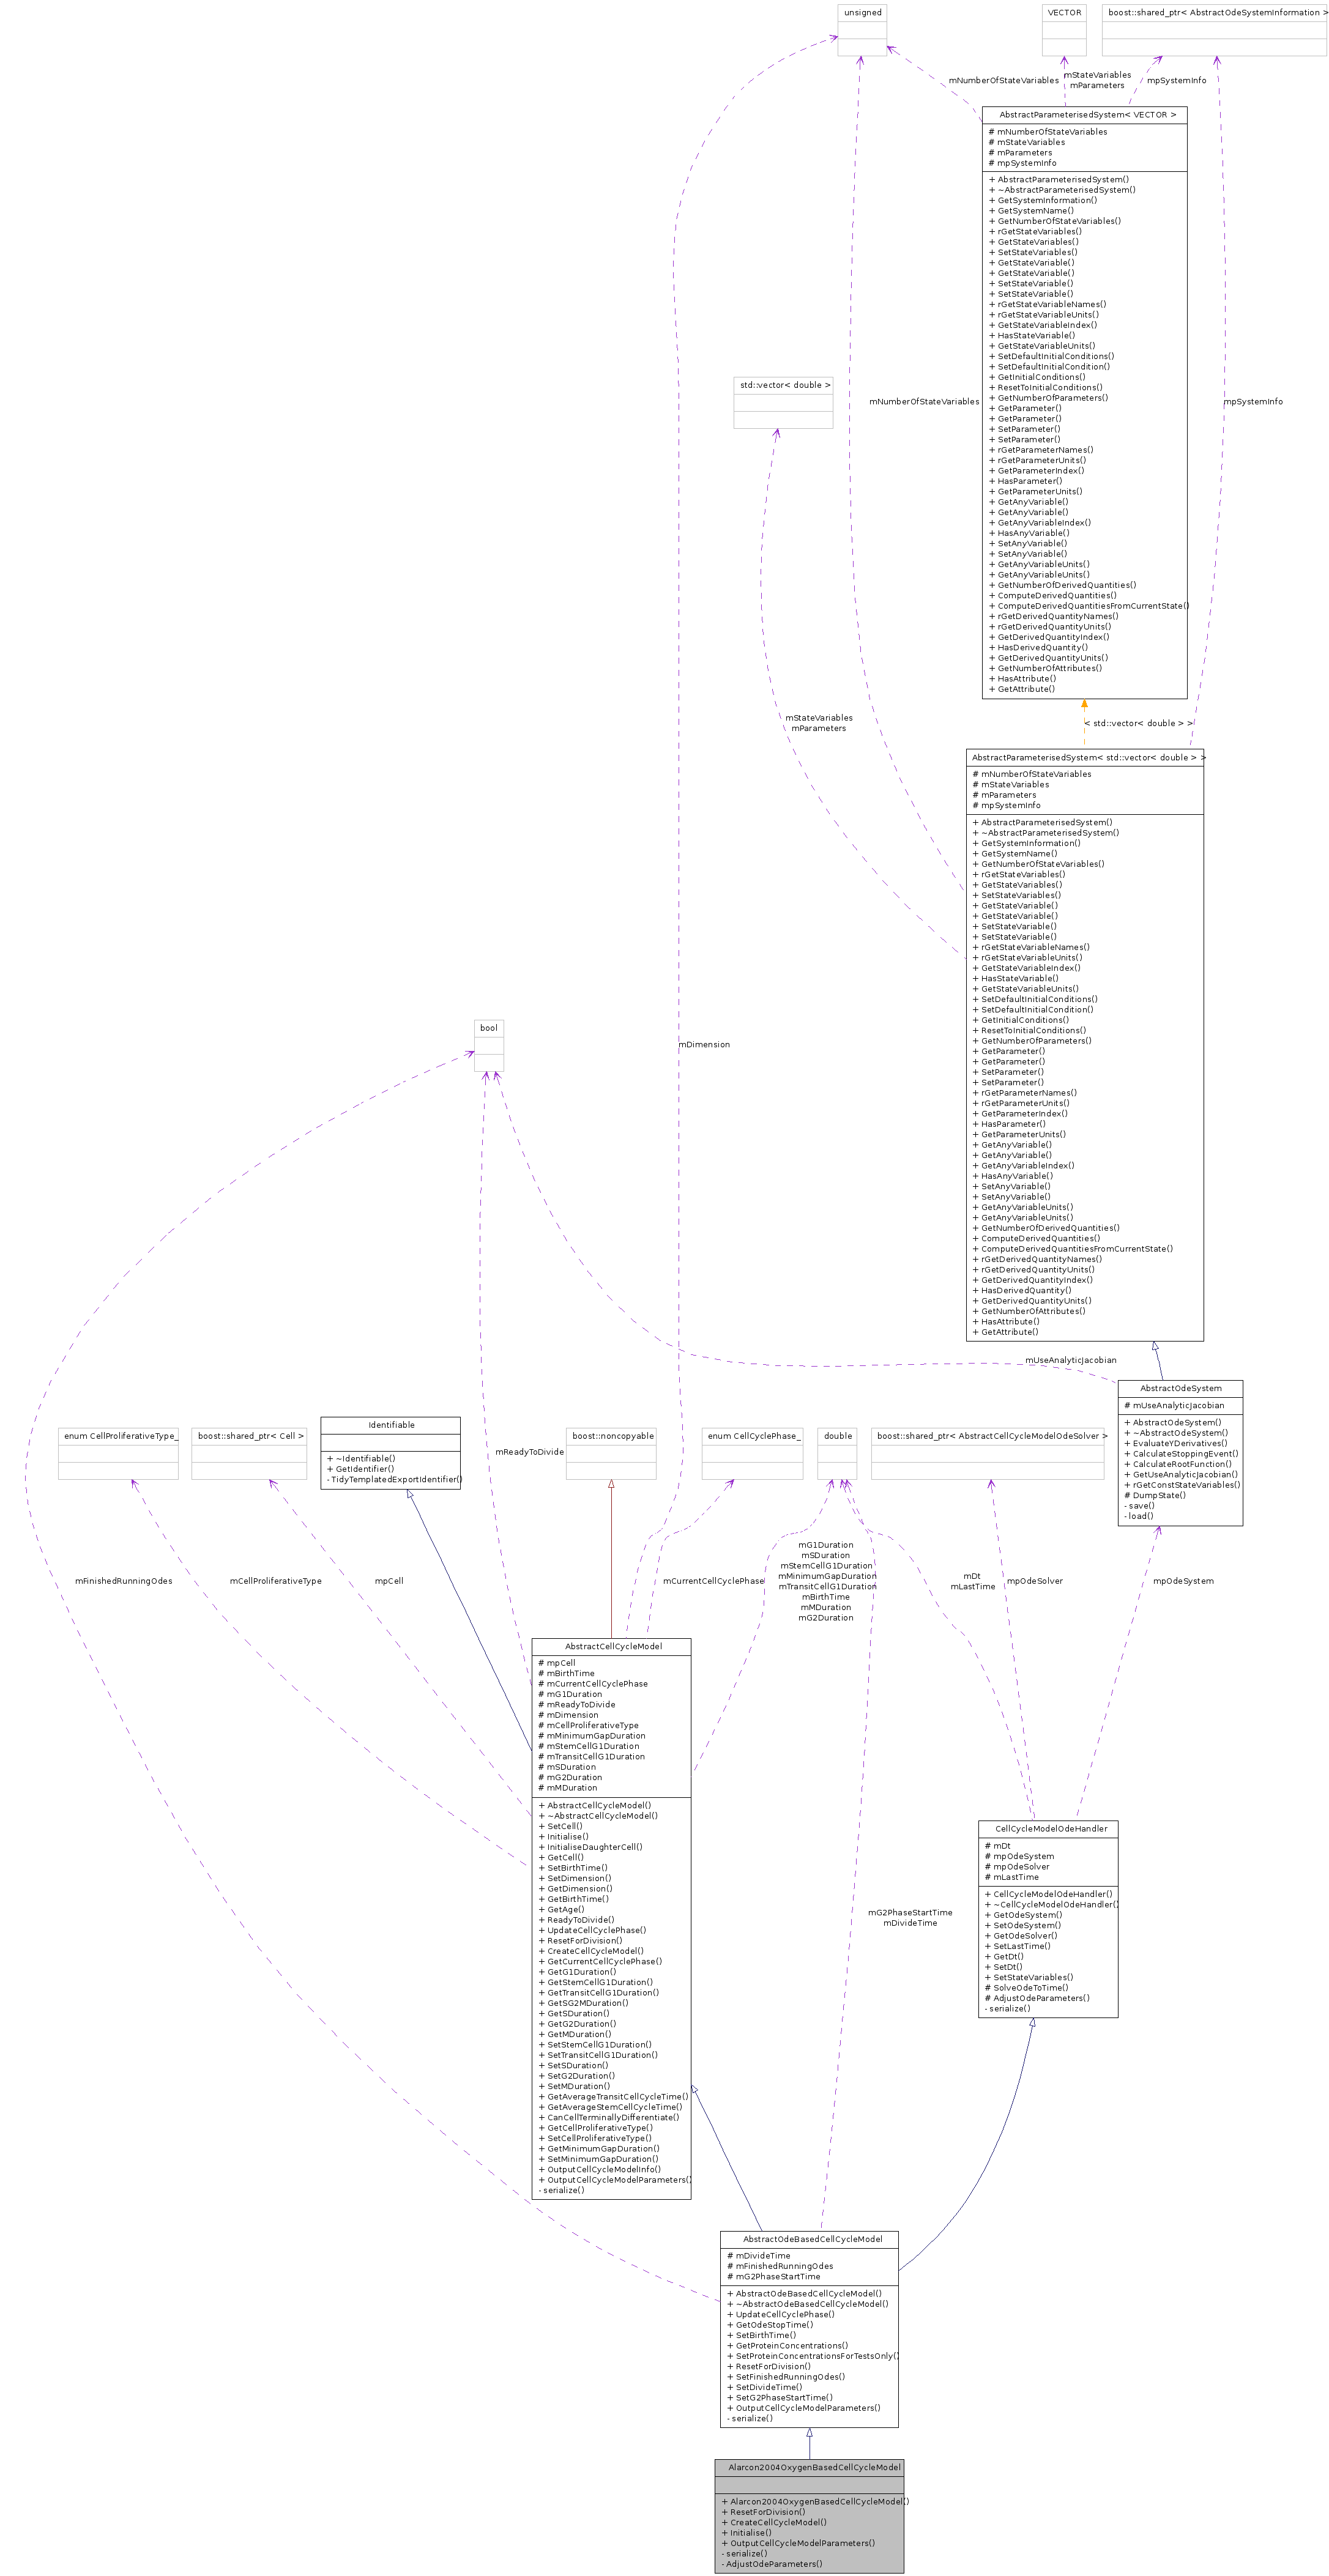 unsigned
VECTOR
boost::shared_ptr< AbstractOdeSystemInformation >
mNumberOfStateVariables
mStateVariables
mParameters
mpSystemInfo
AbstractParameterisedSystem< VECTOR >
# mNumberOfStateVariables
# mStateVariables
# mParameters
# mpSystemInfo
+ AbstractParameterisedSystem()
+ ~AbstractParameterisedSystem()
+ GetSystemInformation()
+ GetSystemName()
+ GetNumberOfStateVariables()
+ rGetStateVariables()
+ GetStateVariables()
+ SetStateVariables()
+ GetStateVariable()
+ GetStateVariable()
+ SetStateVariable()
+ SetStateVariable()
+ rGetStateVariableNames()
+ rGetStateVariableUnits()
+ GetStateVariableIndex()
+ HasStateVariable()
+ GetStateVariableUnits()
+ SetDefaultInitialConditions()
+ SetDefaultInitialCondition()
+ GetInitialConditions()
+ ResetToInitialConditions()
+ GetNumberOfParameters()
+ GetParameter()
+ GetParameter()
+ SetParameter()
+ SetParameter()
+ rGetParameterNames()
+ rGetParameterUnits()
+ GetParameterIndex()
+ HasParameter()
+ GetParameterUnits()
+ GetAnyVariable()
+ GetAnyVariable()
+ GetAnyVariableIndex()
+ HasAnyVariable()
+ SetAnyVariable()
+ SetAnyVariable()
+ GetAnyVariableUnits()
+ GetAnyVariableUnits()
+ GetNumberOfDerivedQuantities()
+ ComputeDerivedQuantities()
+ ComputeDerivedQuantitiesFromCurrentState()
+ rGetDerivedQuantityNames()
+ rGetDerivedQuantityUnits()
+ GetDerivedQuantityIndex()
+ HasDerivedQuantity()
+ GetDerivedQuantityUnits()
+ GetNumberOfAttributes()
+ HasAttribute()
+ GetAttribute()
std::vector< double >
mNumberOfStateVariables
mpSystemInfo
mStateVariables
mParameters
< std::vector< double > >
AbstractParameterisedSystem< std::vector< double > >
# mNumberOfStateVariables
# mStateVariables
# mParameters
# mpSystemInfo
+ AbstractParameterisedSystem()
+ ~AbstractParameterisedSystem()
+ GetSystemInformation()
+ GetSystemName()
+ GetNumberOfStateVariables()
+ rGetStateVariables()
+ GetStateVariables()
+ SetStateVariables()
+ GetStateVariable()
+ GetStateVariable()
+ SetStateVariable()
+ SetStateVariable()
+ rGetStateVariableNames()
+ rGetStateVariableUnits()
+ GetStateVariableIndex()
+ HasStateVariable()
+ GetStateVariableUnits()
+ SetDefaultInitialConditions()
+ SetDefaultInitialCondition()
+ GetInitialConditions()
+ ResetToInitialConditions()
+ GetNumberOfParameters()
+ GetParameter()
+ GetParameter()
+ SetParameter()
+ SetParameter()
+ rGetParameterNames()
+ rGetParameterUnits()
+ GetParameterIndex()
+ HasParameter()
+ GetParameterUnits()
+ GetAnyVariable()
+ GetAnyVariable()
+ GetAnyVariableIndex()
+ HasAnyVariable()
+ SetAnyVariable()
+ SetAnyVariable()
+ GetAnyVariableUnits()
+ GetAnyVariableUnits()
+ GetNumberOfDerivedQuantities()
+ ComputeDerivedQuantities()
+ ComputeDerivedQuantitiesFromCurrentState()
+ rGetDerivedQuantityNames()
+ rGetDerivedQuantityUnits()
+ GetDerivedQuantityIndex()
+ HasDerivedQuantity()
+ GetDerivedQuantityUnits()
+ GetNumberOfAttributes()
+ HasAttribute()
+ GetAttribute()
bool
mDimension
mUseAnalyticJacobian
AbstractOdeSystem
# mUseAnalyticJacobian
+ AbstractOdeSystem()
+ ~AbstractOdeSystem()
+ EvaluateYDerivatives()
+ CalculateStoppingEvent()
+ CalculateRootFunction()
+ GetUseAnalyticJacobian()
+ rGetConstStateVariables()
# DumpState()
- save()
- load()
enum CellProliferativeType_
boost::shared_ptr< Cell >
Identifiable
+ ~Identifiable()
+ GetIdentifier()
- TidyTemplatedExportIdentifier()
mReadyToDivide
boost::noncopyable
enum CellCyclePhase_
double
boost::shared_ptr< AbstractCellCycleModelOdeSolver >
mFinishedRunningOdes
mCellProliferativeType
mpCell
mCurrentCellCyclePhase
mG1Duration
mSDuration
mStemCellG1Duration
mMinimumGapDuration
mTransitCellG1Duration
mBirthTime
mMDuration
mG2Duration
mDt
mLastTime
mpOdeSolver
mpOdeSystem
AbstractCellCycleModel
# mpCell
# mBirthTime
# mCurrentCellCyclePhase
# mG1Duration
# mReadyToDivide
# mDimension
# mCellProliferativeType
# mMinimumGapDuration
# mStemCellG1Duration
# mTransitCellG1Duration
# mSDuration
# mG2Duration
# mMDuration
+ AbstractCellCycleModel()
+ ~AbstractCellCycleModel()
+ SetCell()
+ Initialise()
+ InitialiseDaughterCell()
+ GetCell()
+ SetBirthTime()
+ SetDimension()
+ GetDimension()
+ GetBirthTime()
+ GetAge()
+ ReadyToDivide()
+ UpdateCellCyclePhase()
+ ResetForDivision()
+ CreateCellCycleModel()
+ GetCurrentCellCyclePhase()
+ GetG1Duration()
+ GetStemCellG1Duration()
+ GetTransitCellG1Duration()
+ GetSG2MDuration()
+ GetSDuration()
+ GetG2Duration()
+ GetMDuration()
+ SetStemCellG1Duration()
+ SetTransitCellG1Duration()
+ SetSDuration()
+ SetG2Duration()
+ SetMDuration()
+ GetAverageTransitCellCycleTime()
+ GetAverageStemCellCycleTime()
+ CanCellTerminallyDifferentiate()
+ GetCellProliferativeType()
+ SetCellProliferativeType()
+ GetMinimumGapDuration()
+ SetMinimumGapDuration()
+ OutputCellCycleModelInfo()
+ OutputCellCycleModelParameters()
- serialize()
mG2PhaseStartTime
mDivideTime
CellCycleModelOdeHandler
# mDt
# mpOdeSystem
# mpOdeSolver
# mLastTime
+ CellCycleModelOdeHandler()
+ ~CellCycleModelOdeHandler()
+ GetOdeSystem()
+ SetOdeSystem()
+ GetOdeSolver()
+ SetLastTime()
+ GetDt()
+ SetDt()
+ SetStateVariables()
# SolveOdeToTime()
# AdjustOdeParameters()
- serialize()
AbstractOdeBasedCellCycleModel
# mDivideTime
# mFinishedRunningOdes
# mG2PhaseStartTime
+ AbstractOdeBasedCellCycleModel()
+ ~AbstractOdeBasedCellCycleModel()
+ UpdateCellCyclePhase()
+ GetOdeStopTime()
+ SetBirthTime()
+ GetProteinConcentrations()
+ SetProteinConcentrationsForTestsOnly()
+ ResetForDivision()
+ SetFinishedRunningOdes()
+ SetDivideTime()
+ SetG2PhaseStartTime()
+ OutputCellCycleModelParameters()
- serialize()
Alarcon2004OxygenBasedCellCycleModel
+ Alarcon2004OxygenBasedCellCycleModel()
+ ResetForDivision()
+ CreateCellCycleModel()
+ Initialise()
+ OutputCellCycleModelParameters()
- serialize()
- AdjustOdeParameters()